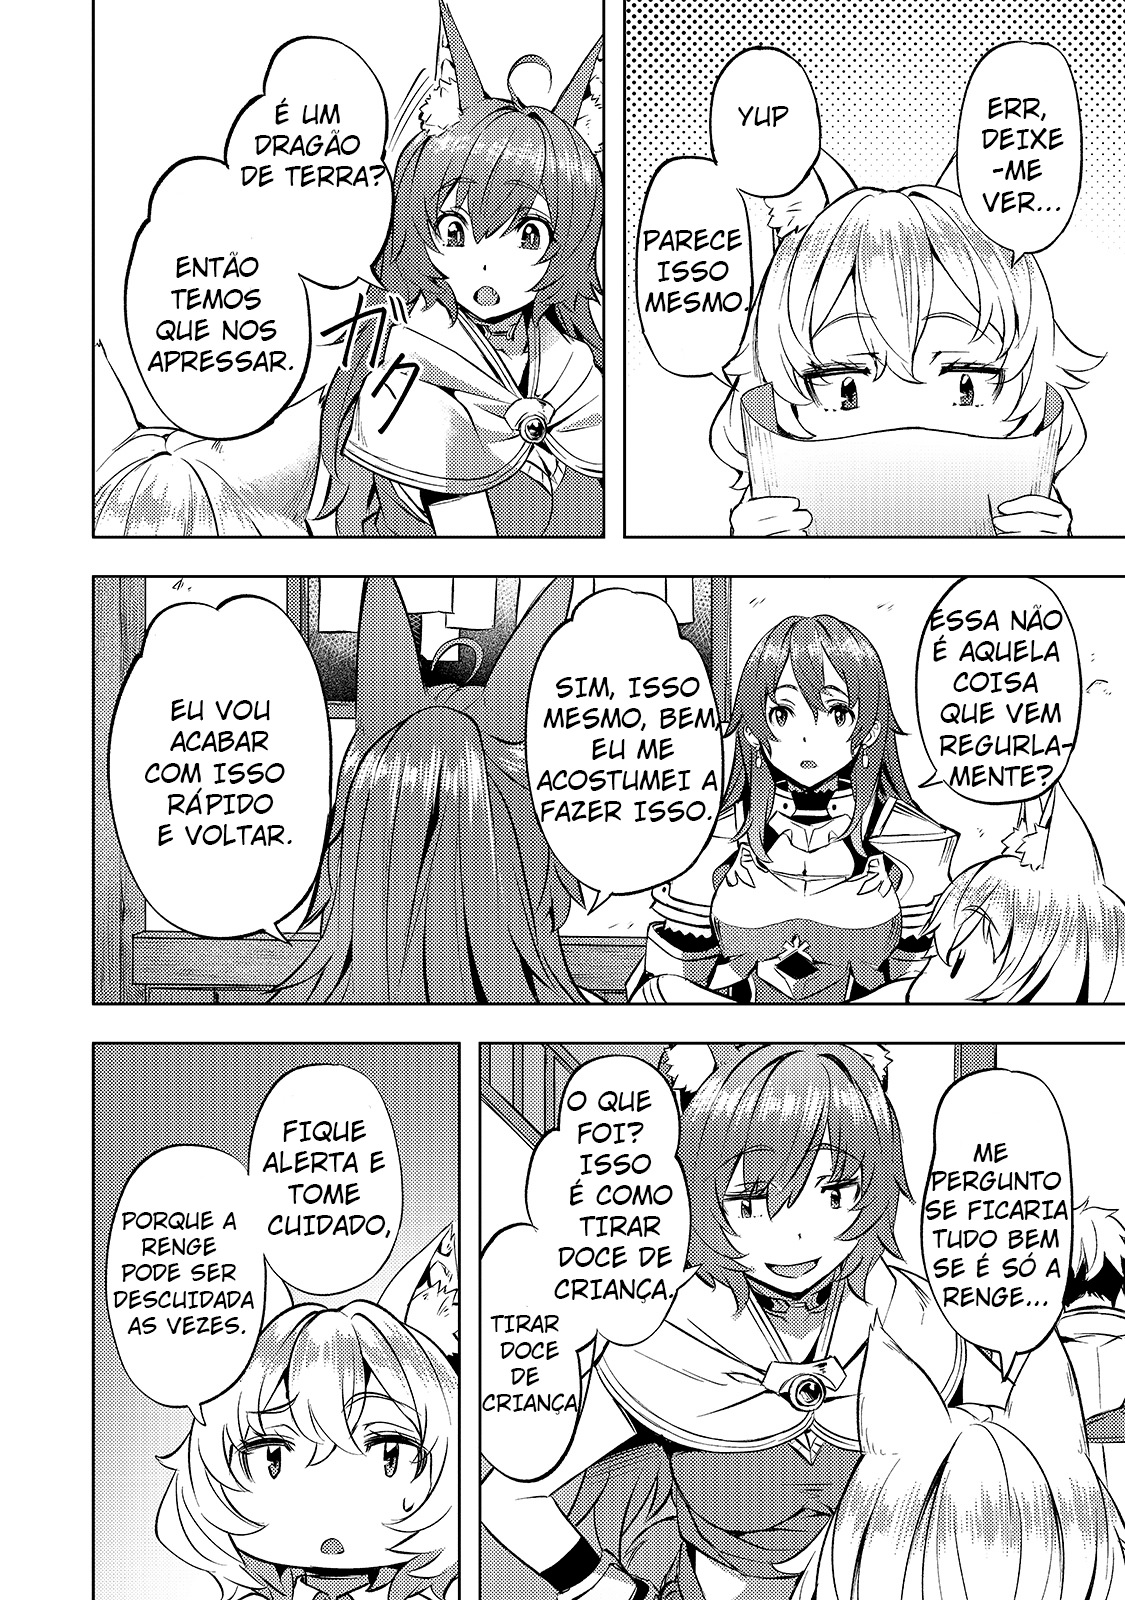 ERR,
DEIXE
-ME
VER...
YUP
PARECE
ISSO
MESMO.
É UM
DRAGÃO
DE TERRA?
ENTÃO
TEMOS
QUE NOS
APRESSAR.
ガタ
ESSA NÃO
É AQUELA
COISA
QUE VEM
REGURLA-
MENTE?
SIM, ISSO
MESMO, BEM,
EU ME
ACOSTUMEI A
FAZER ISSO.
EU VOU
ACABAR
COM ISSO
RÁPIDO
E VOLTAR.
ME
PERGUNTO
SE FICARIA
TUDO BEM
SE É SÓ A
RENGE...
O QUE
FOI?
ISSO
É COMO
TIRAR
DOCE DE
CRIANÇA.
TIRAR
DOCE
DE
CRIANÇA
FIQUE
ALERTA E
TOME
CUIDADO,
PORQUE A
RENGE
PODE SER
DESCUIDADA
AS VEZES.